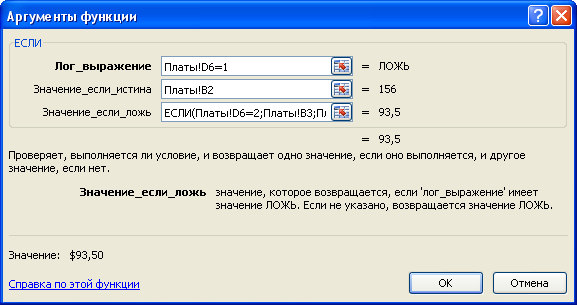 Аргументы функции
ЕСЛИ
Лог_выражение Платы!D6=1 = ЛОЖЬ
Значение_если_истина Платы!B2 = 156
Значение_если_ложь ЕСЛИ(Платы!D6=2;Платы!B3;Пл = 93,5
= 93,5
Проверяет, выполняется ли условие, и возвращает одно значение, если оно выполняется, и другое
значение, если нет.
Значение_если_ложь значение, которое возвращается, если 'лог_выражение' имеет
значение ЛОЖЬ. Если не указано, возвращается значение ЛОЖЬ.
Значение: $93,50
Справка по этой функции ОК Отмена